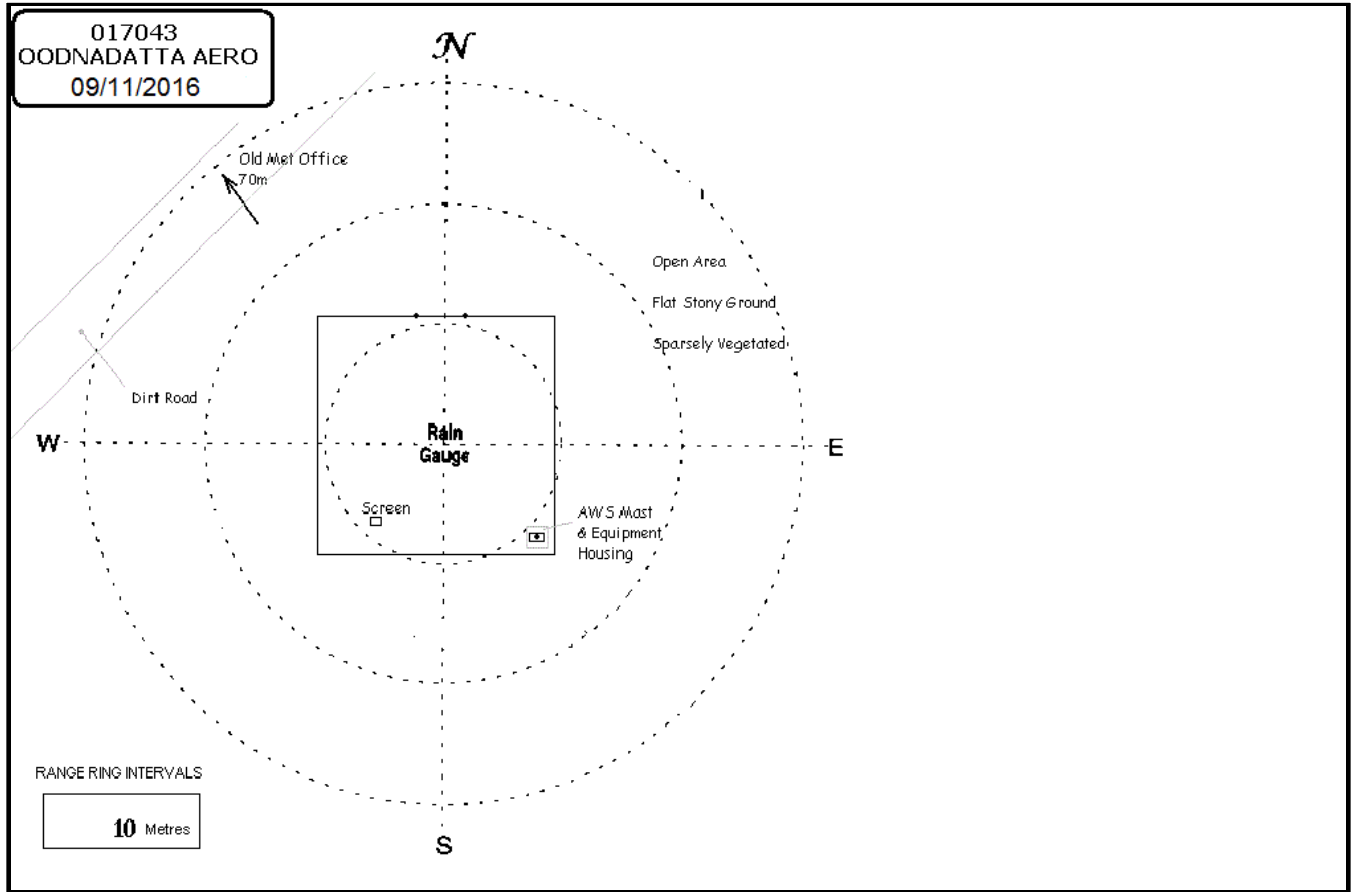 017043
OODNADATTA AERO
09/11/2016
N
Old Met Office
70m
Open Area
Flat Stony Ground
Sparsely Vegetated
Dirt Road
W
Rain
Gauge
E
Screen
AWS Mast
& Equipment
Housing
RANGE RING INTERVALS
10 Metres
S